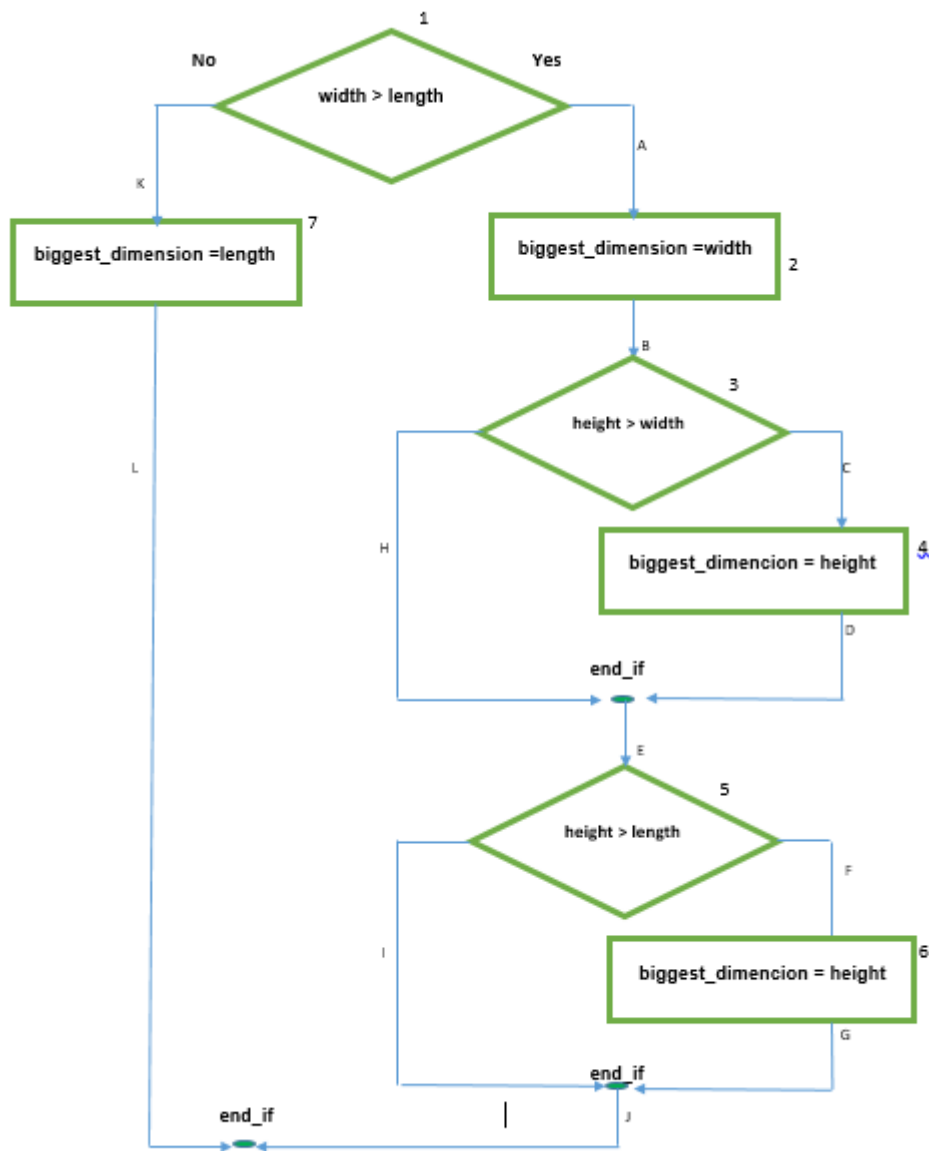 1
No
Yes
width > length
A
K
7
biggest_dimension =length
biggest_dimension =width
2
B
3
height > width
L
C
H
4
biggest_dimencion = height
D
end_if
E
5
height > length
F
I
6
biggest_dimencion = height
G
end_if
end_if
J